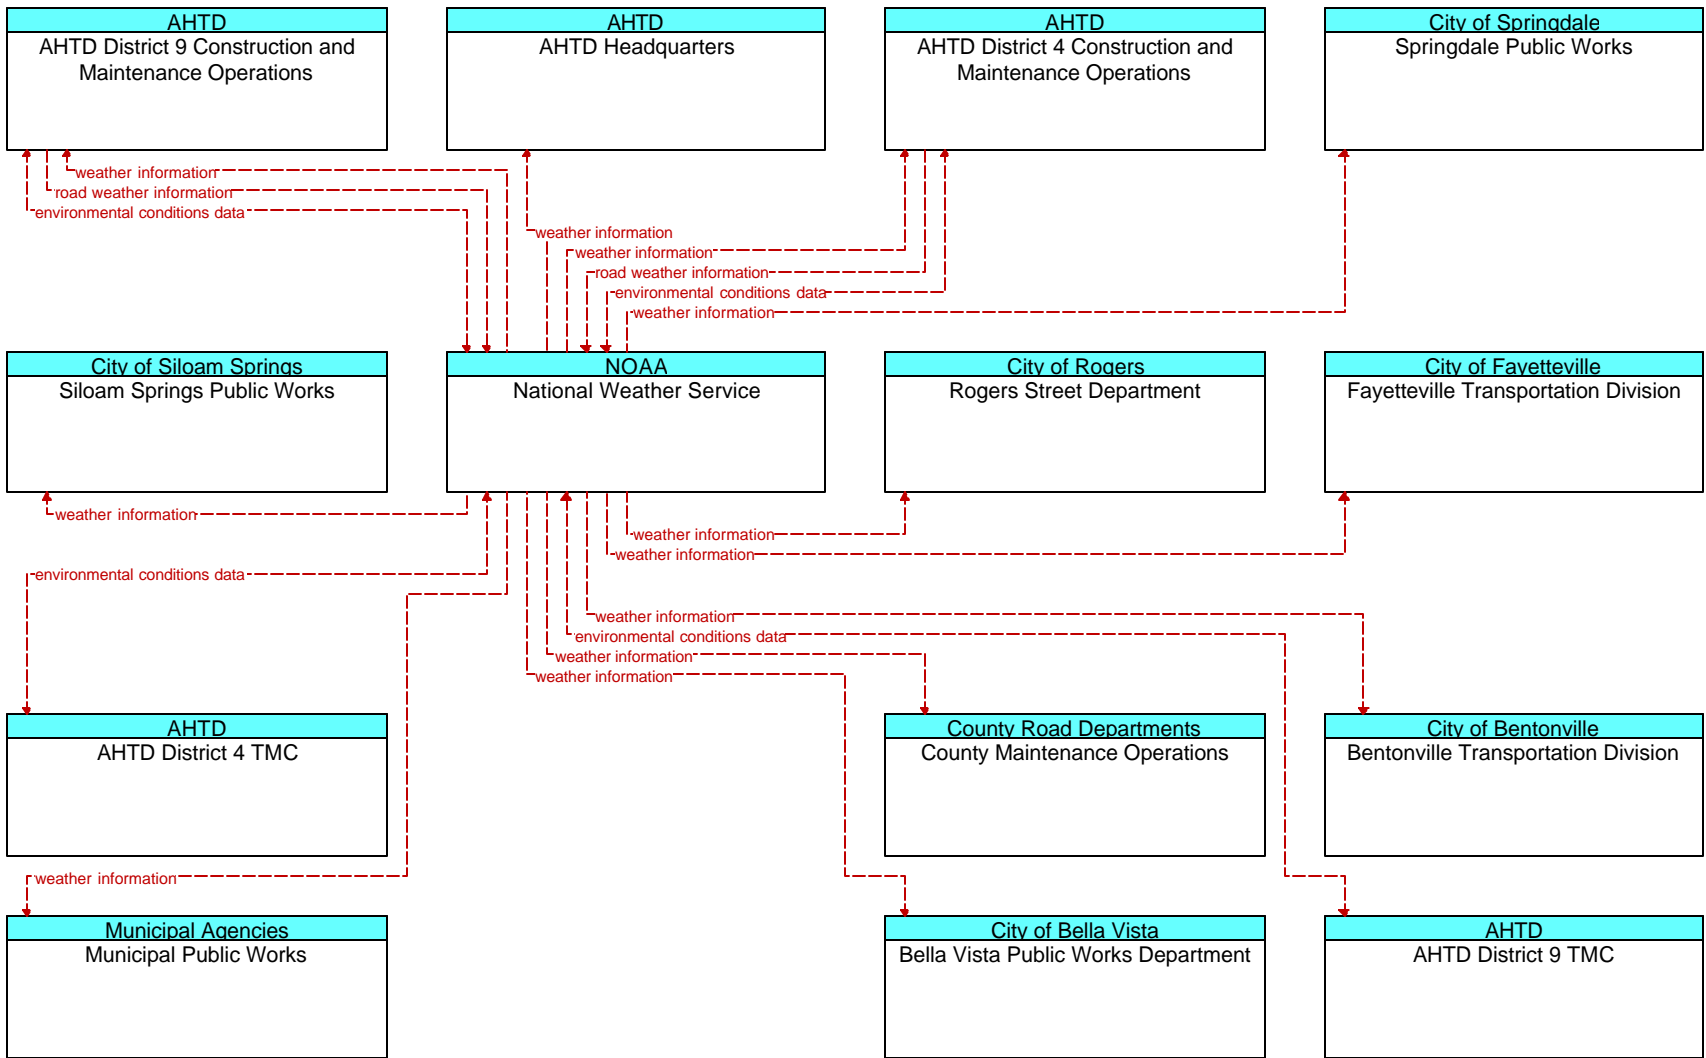 AHTD
AHTD District 9 Construction and
Maintenance Operations
AHTD
AHTD Headquarters
AHTD
AHTD District 4 Construction and
Maintenance Operations
City of Springdale
Springdale Public Works
weather information
road weather information
environmental conditions data
weather information
weather information
road weather information
environmental conditions data
weather information
City of Siloam Springs
Siloam Springs Public Works
NOAA
National Weather Service
City of Rogers
Rogers Street Department
City of Fayetteville
Fayetteville Transportation Division
weather information
weather information
weather information
environmental conditions data
weather information
environmental conditions data
weather information
weather information
AHTD
AHTD District 4 TMC
County Road Departments
County Maintenance Operations
City of Bentonville
Bentonville Transportation Division
weather information
Municipal Agencies
Municipal Public Works
City of Bella Vista
Bella Vista Public Works Department
AHTD
AHTD District 9 TMC